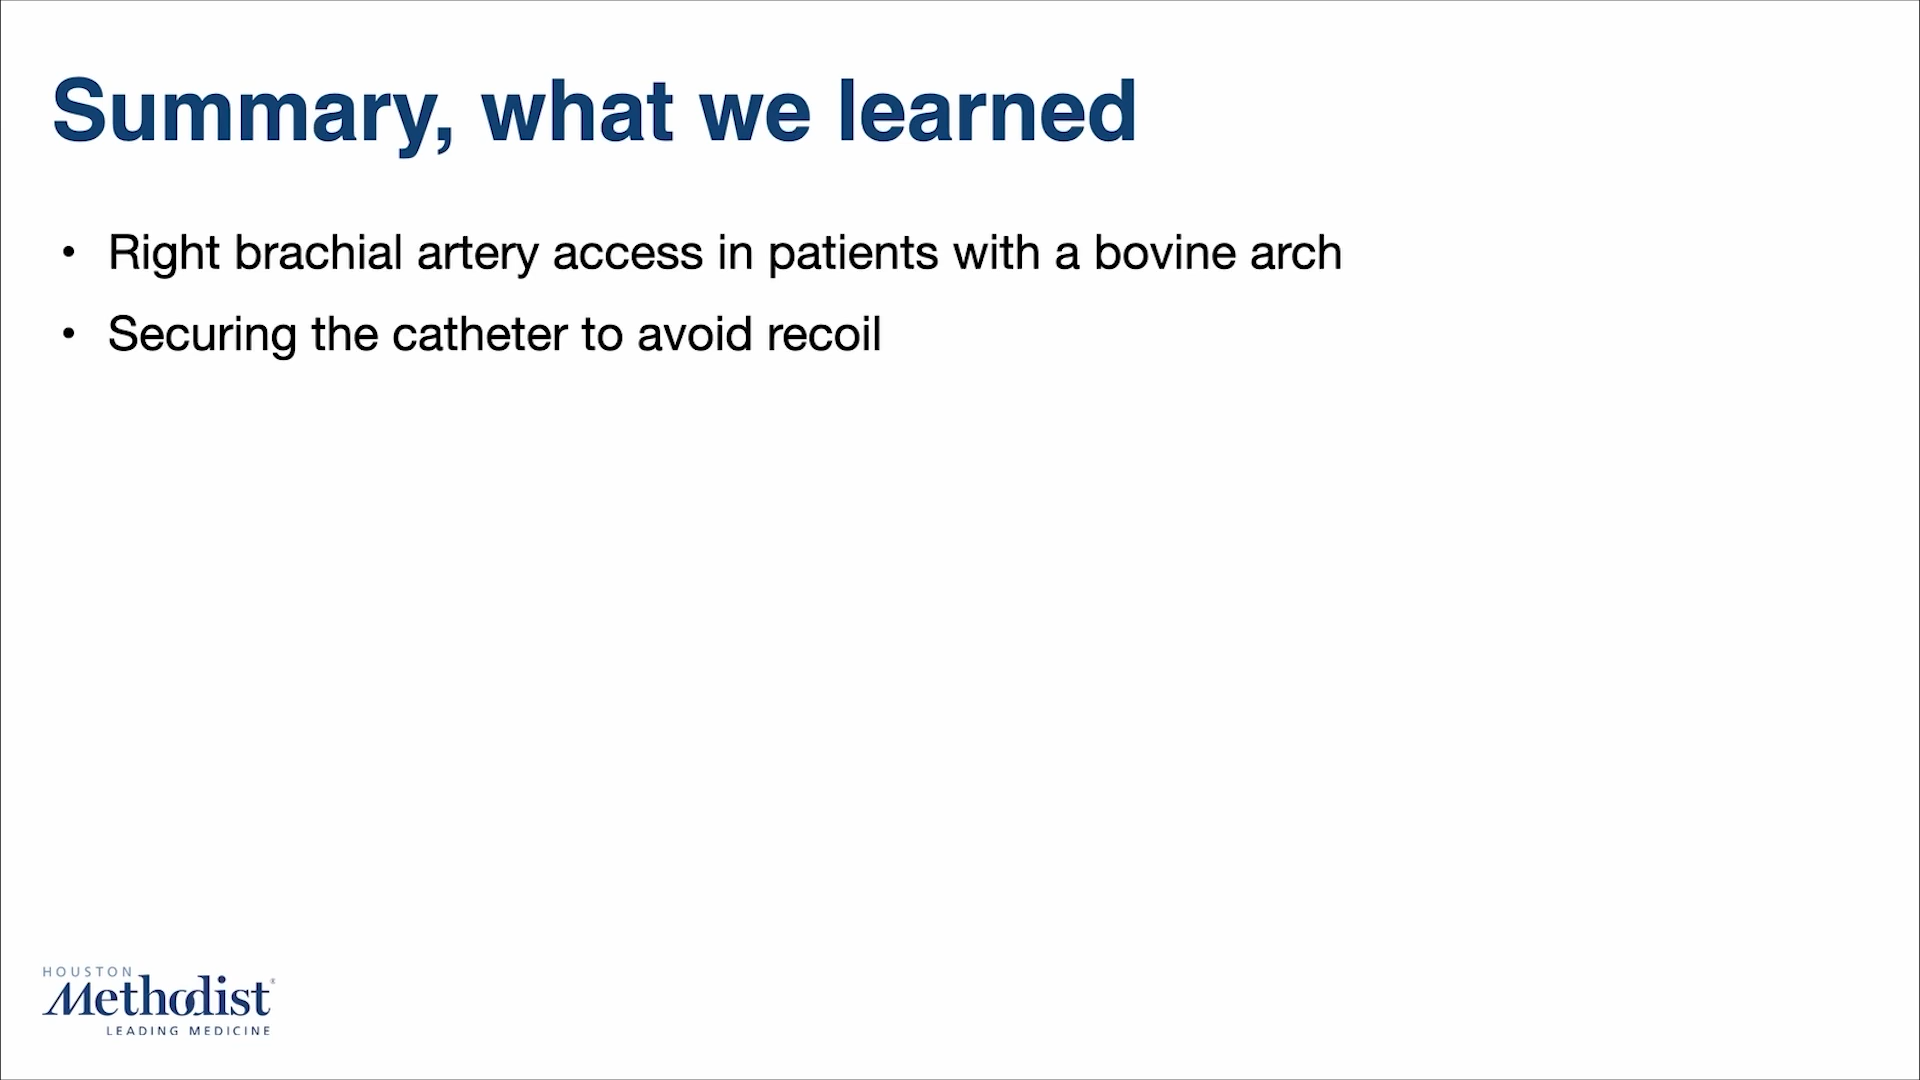 Summary, what we learned
• Right brachial artery access in patients with a bovine arch
• Securing the catheter to avoid recoil
HOUSTON
Methodist®
LEADING MEDICINE